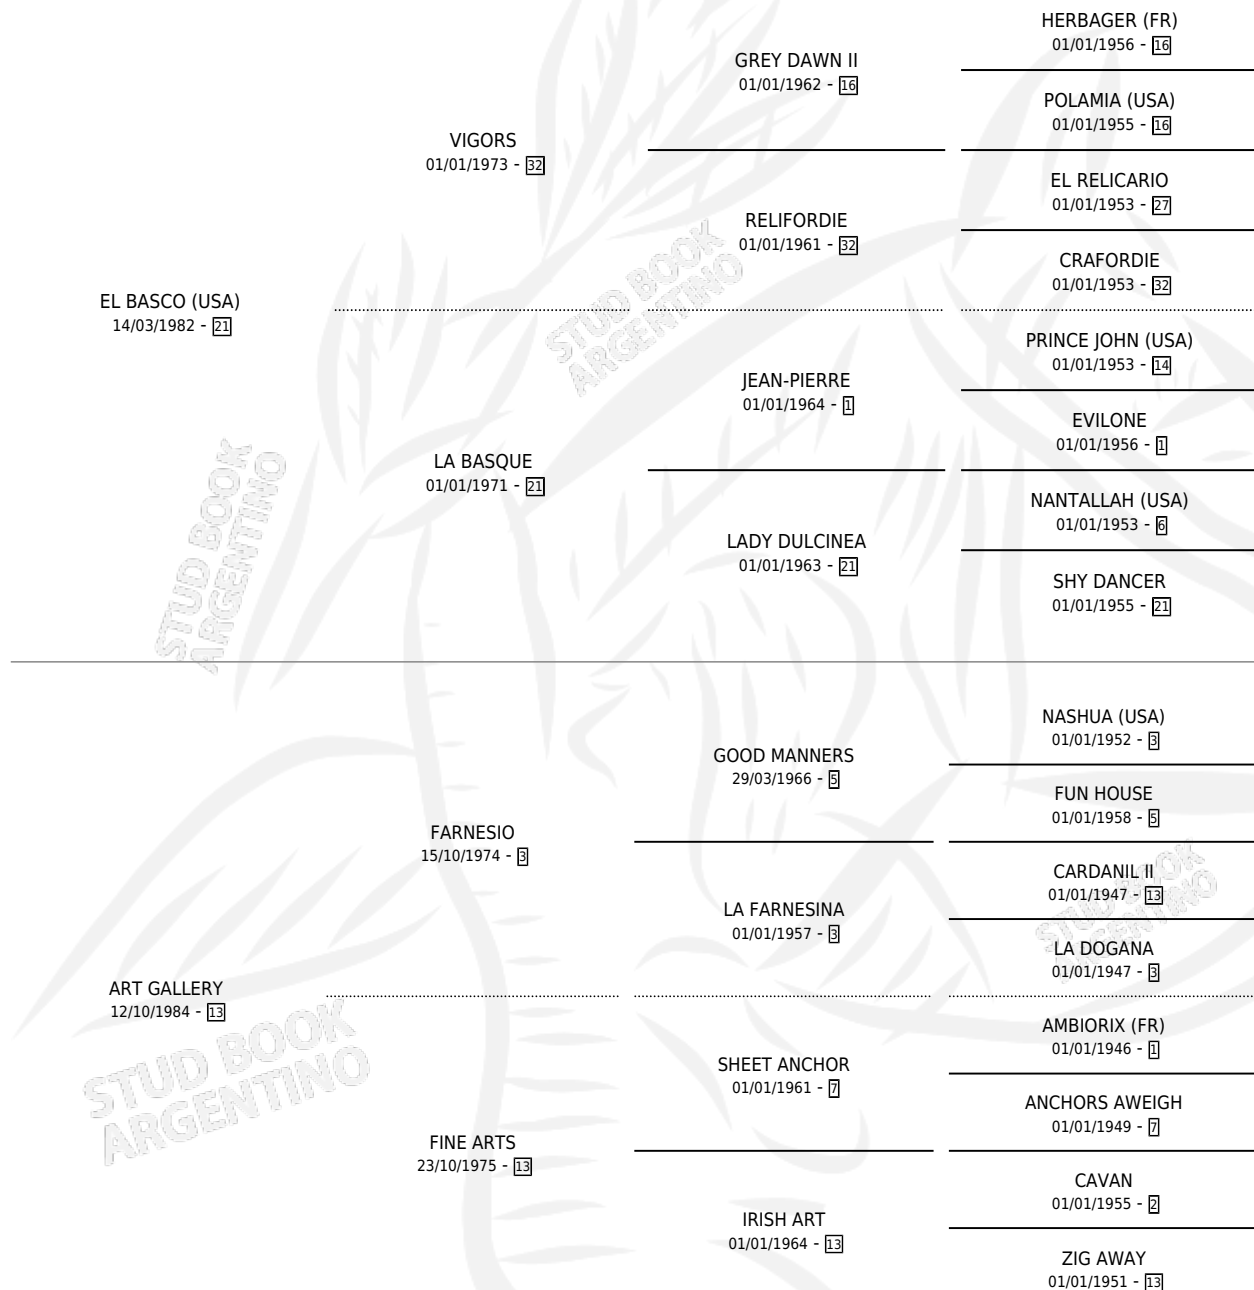 HERBAGER (FR)
01/01/1956 - 16
GREY DAWN II
01/01/1962 - 16
POLAMIA (USA)
01/01/1955 - 16
VIGORS
01/01/1973 - 32
EL RELICARIO
01/01/1953 - 27
RELIFORDIE
01/01/1961 - 32
CRAFORDIE
01/01/1953 - 32
EL BASCO (USA)
14/03/1982 - 21
STUD BOOK
ARGENTINO
PRINCE JOHN (USA)
01/01/1953 - 14
JEAN-PIERRE
01/01/1964 - 1
EVILONE
01/01/1956 - 1
LA BASQUE
01/01/1971 - 21
NANTALLAH (USA)
01/01/1953 - 6
LADY DULCINEA
01/01/1963 - 21
SHY DANCER
01/01/1955 - 21
STUD BOOK
ARGENTINO
NASHUA (USA)
01/01/1952 - 3
GOOD MANNERS
29/03/1966 - 5
FUN HOUSE
01/01/1958 - 5
FARNESIO
15/10/1974 - 3
CARDANIL II
01/01/1947 - 13
LA FARNESINA
01/01/1957 - 3
STUD BOOK
ARGENTINO
LA DOGANA
01/01/1947 - 3
ART GALLERY
12/10/1984 - 13
AMBIORIX (FR)
01/01/1946 - 1
SHEET ANCHOR
01/01/1961 - 7
ANCHORS AWEIGH
01/01/1949 - 7
STUD BOOK
ARGENTINO
FINE ARTS
23/10/1975 - 13
CAVAN
01/01/1955 - 2
IRISH ART
01/01/1964 - 13
ZIG AWAY
01/01/1951 - 13